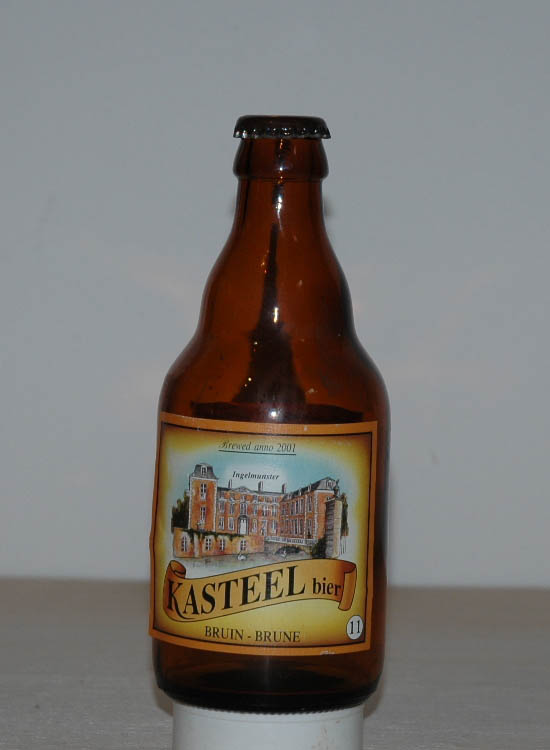 Brewed anno 2001
Ingelmunster
KASTEEL bier
BRUIN - BRUNE
11